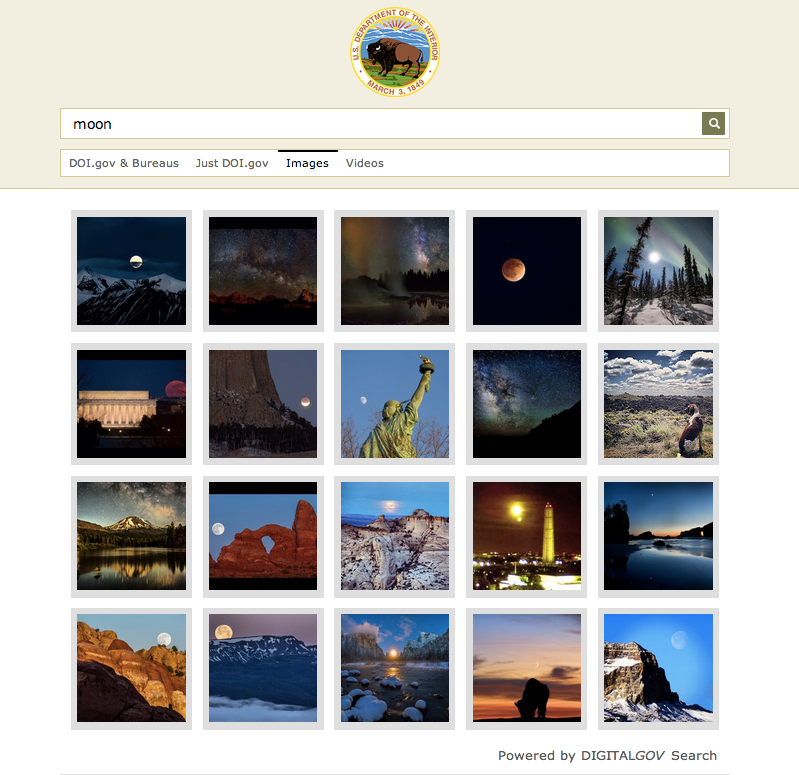 U.S. DEPARTMENT OF THE INTERIOR
MARCH 3, 1849
moon
DOI.gov & Bureaus Just DOI.gov Images Videos
Powered by DIGITALGOV Search